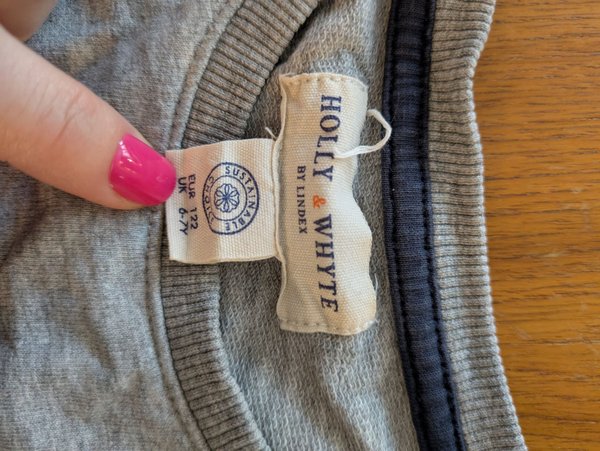 HOLLY & WHYTE
BY LINDEX
SUSTAINABLE
CHOICE
EUR 122
UK 6-7Y